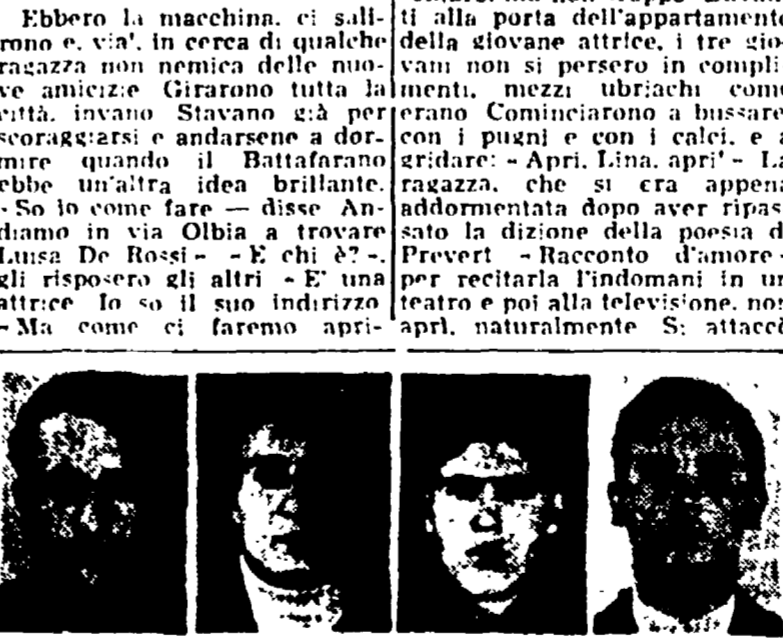 Ebbero la macchina. ci sali-
rono e. via'. in cerca di qualche
ragazza non nemica delle nuo-
ve amicizie Girarono tutta la
città. invano Stavano già per
scoraggiarsi e andarsene a dor-
mire quando il Battafarano
ebbe un'altra idea brillante.
- So io come fare — disse An-
diamo in via Olbia a trovare
Luisa De Rossi - - E chi è? -.
gli risposero gli altri - E' una
attrice Io so il suo indirizzo
- Ma come ci faremo apri-
ti alla porta dell'appartamento
della giovane attrice. i tre gio-
vani non si persero in compli-
menti. mezzi ubriachi come
erano Cominciarono a bussare
con i pugni e con i calci. e a
gridare: - Apri. Lina. apri' - La
ragazza. che si era appena
addormentata dopo aver ripas-
sato la dizione della poesia di
Prevert - Racconto d'amore -
per recitarla l'indomani in un
teatro e poi alla televisione. non
aprì. naturalmente Si attaccò